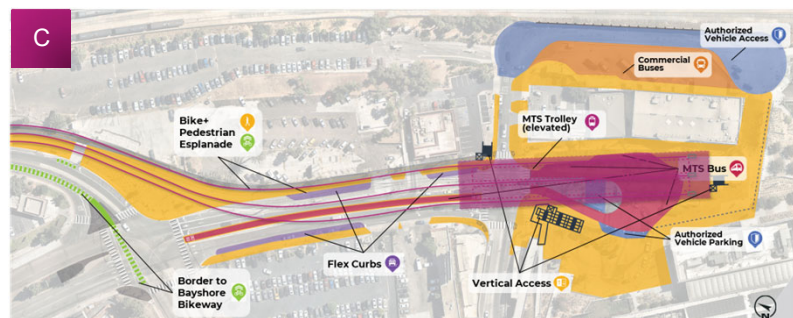 C
Authorized
Vehicle Access
Commercial
Buses
Bike+
Pedestrian
Esplanade
MTS Trolley
(elevated)
MTS Bus
Authorized
Vehicle Parking
Flex Curbs
Vertical Access
Border to
Bayshore
Bikeway
N